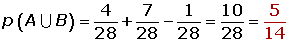 p (A ∪ B) = 4/28 + 7/28 − 1/28 = 10/28 = 5/14